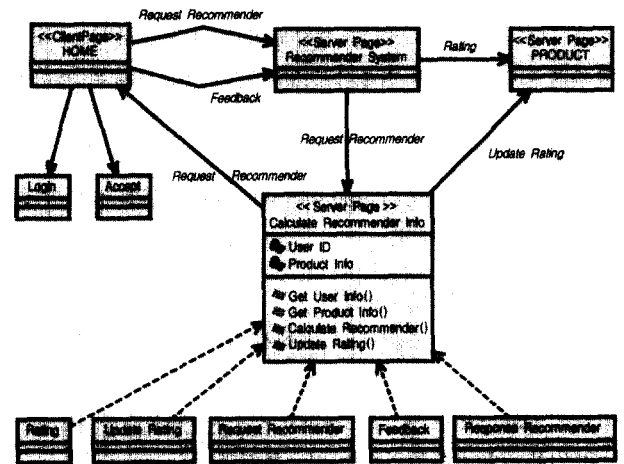 Request Recommender
<<ClientPage>>
HOME
<<Server Page>>
Recommender System
Rating
<<Server Page>>
PRODUCT
Feedback
Request Recommender
Update Rating
Request Recommender
Login
Accept
<< Server Page >>
Calculate Recommender Info
User ID
Product Info
Get User Info()
Get Product Info()
Calculate Recommender()
Update Rating()
Rating
Update Rating
Request Recommender
Feedback
Response Recommender